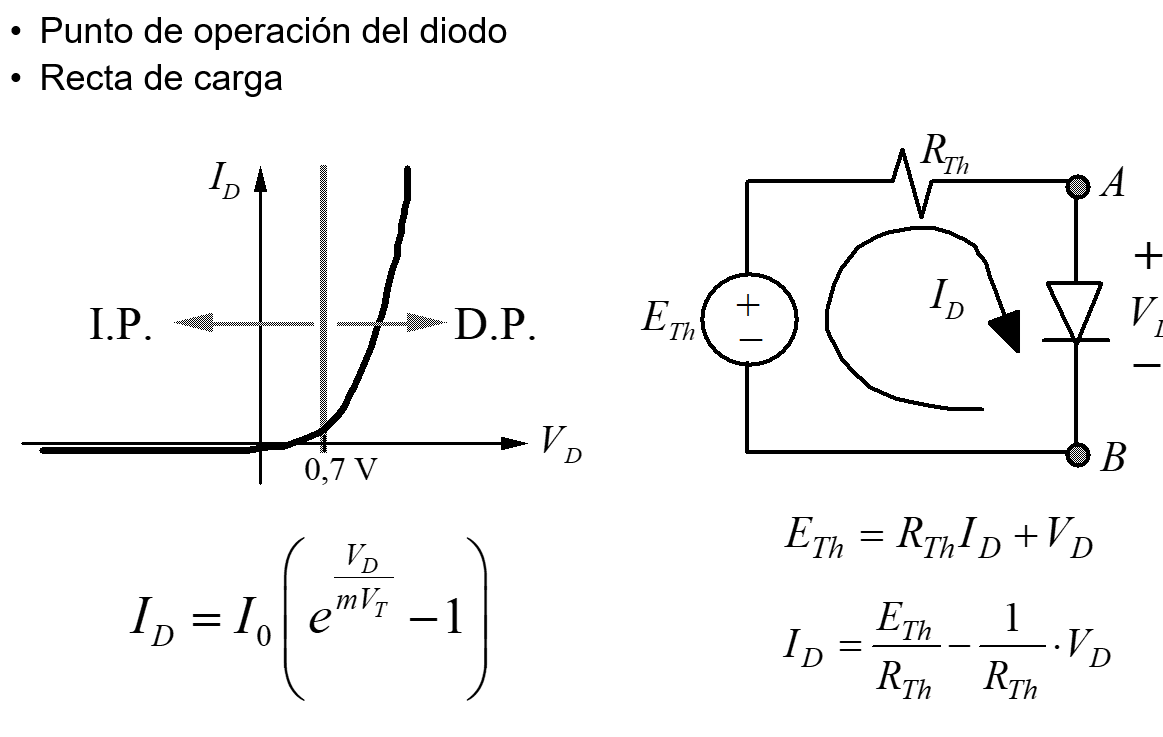 • Punto de operación del diodo
• Recta de carga
I_D
I.P.
D.P.
V_D
0,7 V
I_D = I_0 ( e^{V_D / mV_T} − 1 )
R_Th
A
+
E_Th
+
−
I_D
V_D
−
B
E_Th = R_Th I_D + V_D
I_D = E_Th / R_Th − 1 / R_Th · V_D